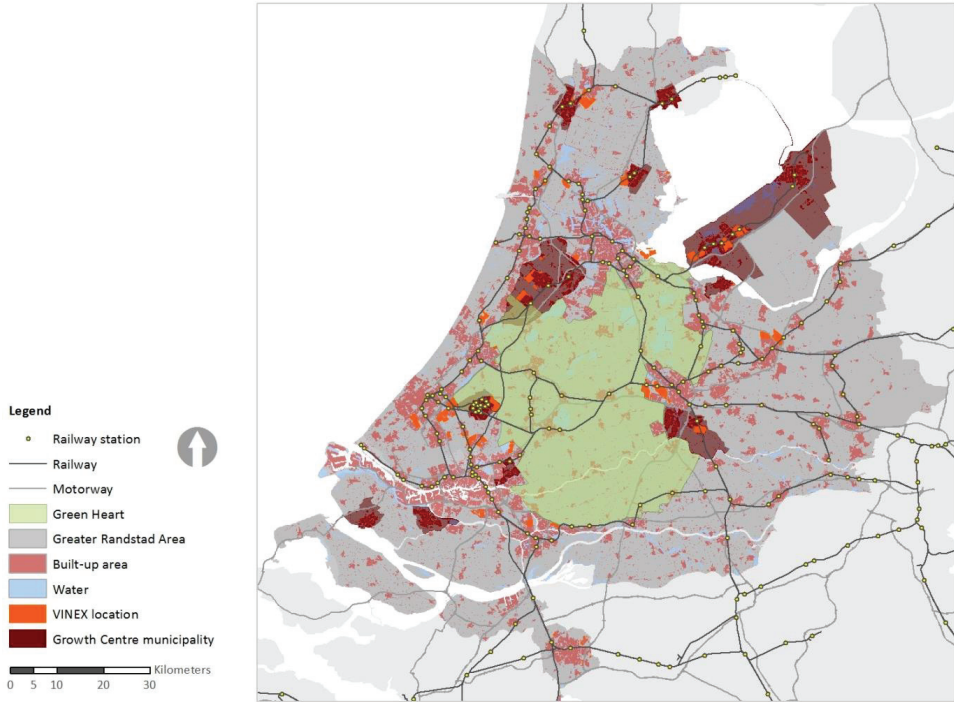 Legend
Railway station
Railway
Motorway
Green Heart
Greater Randstad Area
Built-up area
Water
VINEX location
Growth Centre municipality
Kilometers
0 5 10 20 30